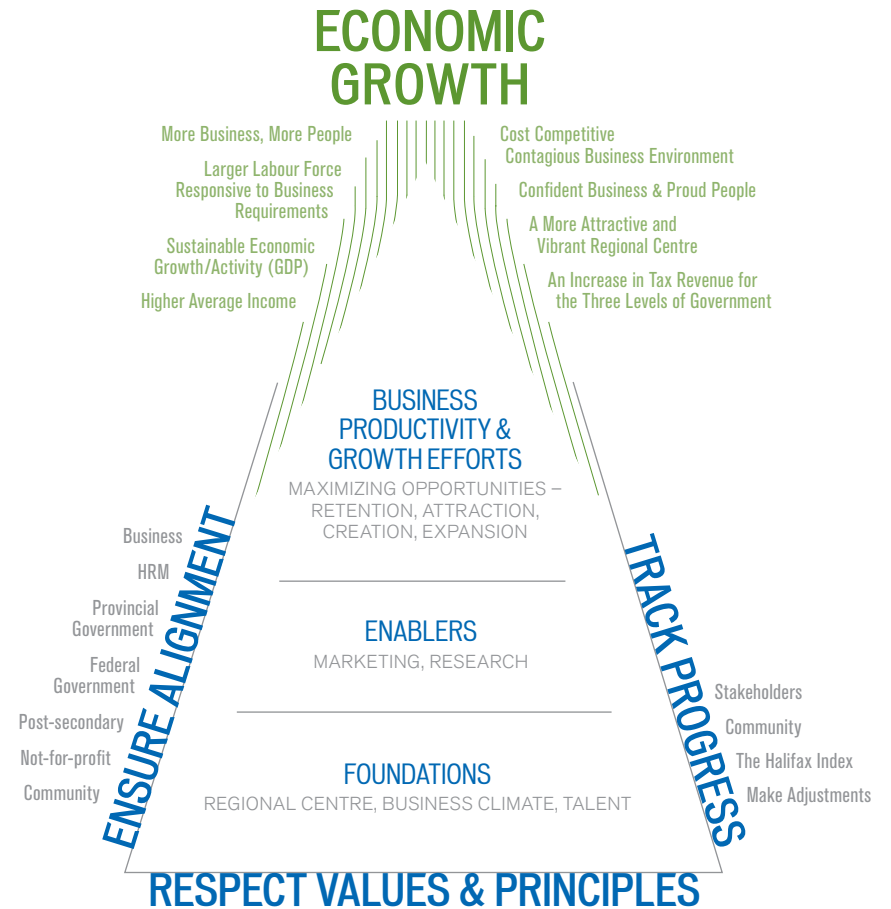 ECONOMIC
GROWTH
More Business, More People
Larger Labour Force
Responsive to Business
Requirements
Sustainable Economic
Growth/Activity (GDP)
Higher Average Income
Cost Competitive
Contagious Business Environment
Confident Business & Proud People
A More Attractive and
Vibrant Regional Centre
An Increase in Tax Revenue for
the Three Levels of Government
BUSINESS
PRODUCTIVITY &
GROWTH EFFORTS
MAXIMIZING OPPORTUNITIES –
RETENTION, ATTRACTION,
CREATION, EXPANSION
ENABLERS
MARKETING, RESEARCH
FOUNDATIONS
REGIONAL CENTRE, BUSINESS CLIMATE, TALENT
ENSURE ALIGNMENT
Business
HRM
Provincial
Government
Federal
Government
Post-secondary
Not-for-profit
Community
TRACK PROGRESS
Stakeholders
Community
The Halifax Index
Make Adjustments
RESPECT VALUES & PRINCIPLES